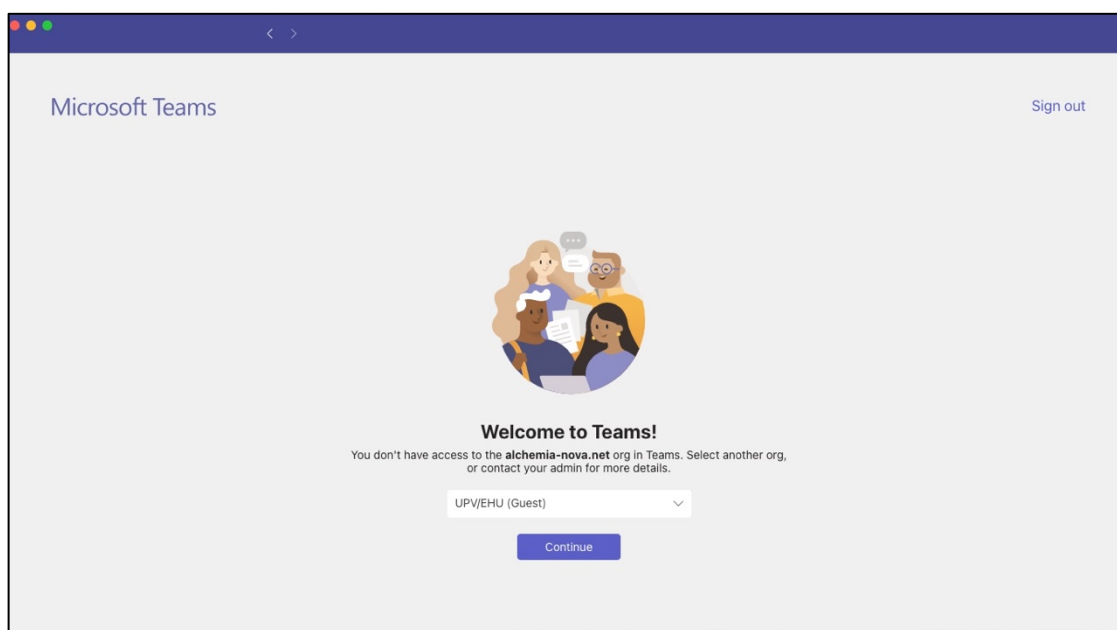 Microsoft Teams
Sign out
Welcome to Teams!
You don't have access to the alchemia-nova.net org in Teams. Select another org,
or contact your admin for more details.
UPV/EHU (Guest)
Continue